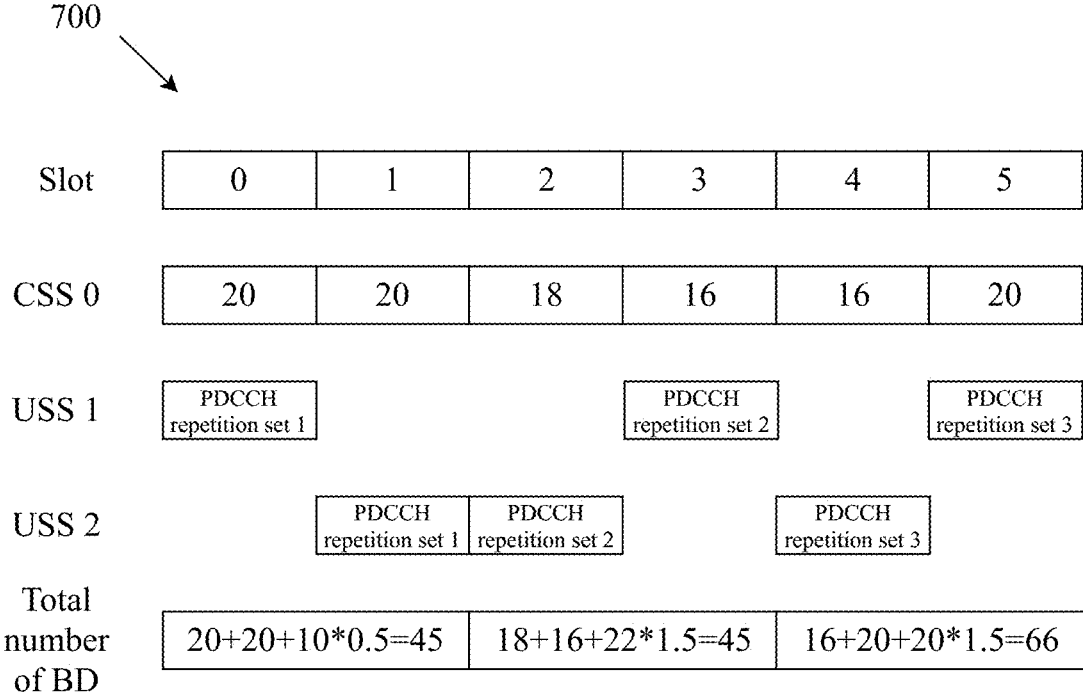 700
Slot 0 1 2 3 4 5
CSS 0 20 20 18 16 16 20
USS 1
PDCCH
repetition set 1
PDCCH
repetition set 2
PDCCH
repetition set 3
USS 2
PDCCH
repetition set 1
PDCCH
repetition set 2
PDCCH
repetition set 3
Total
number
of BD
20+20+10*0.5=45
18+16+22*1.5=45
16+20+20*1.5=66